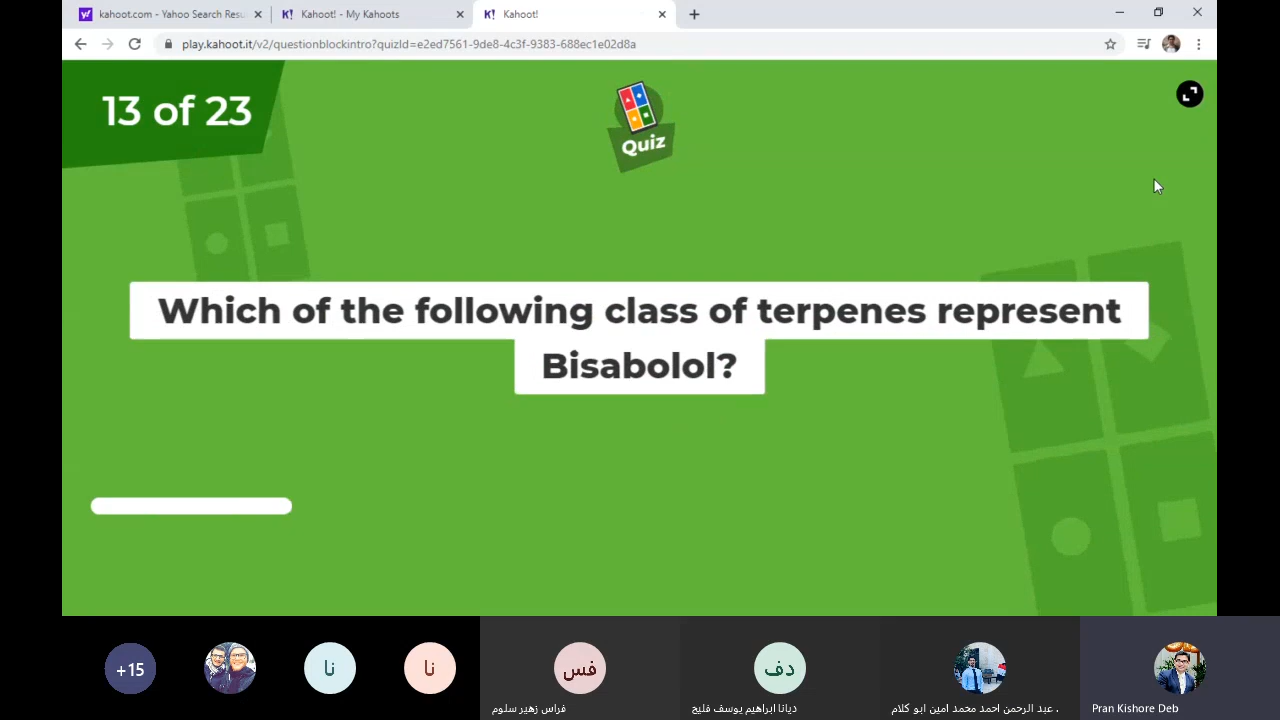 kahoot.com - Yahoo Search Resu
Kahoot! - My Kahoots
Kahoot!
play.kahoot.it/v2/questionblockintro?quizId=e2ed7561-9de8-4c3f-9383-688ec1e02d8a
13 of 23
Quiz
Which of the following class of terpenes represent
Bisabolol?
+15
نا
نا
فس
دف
فراس زهير سلوم
ديانا ابراهيم يوسف فليح
عبد الرحمن احمد محمد امين ابو كلام .
Pran Kishore Deb